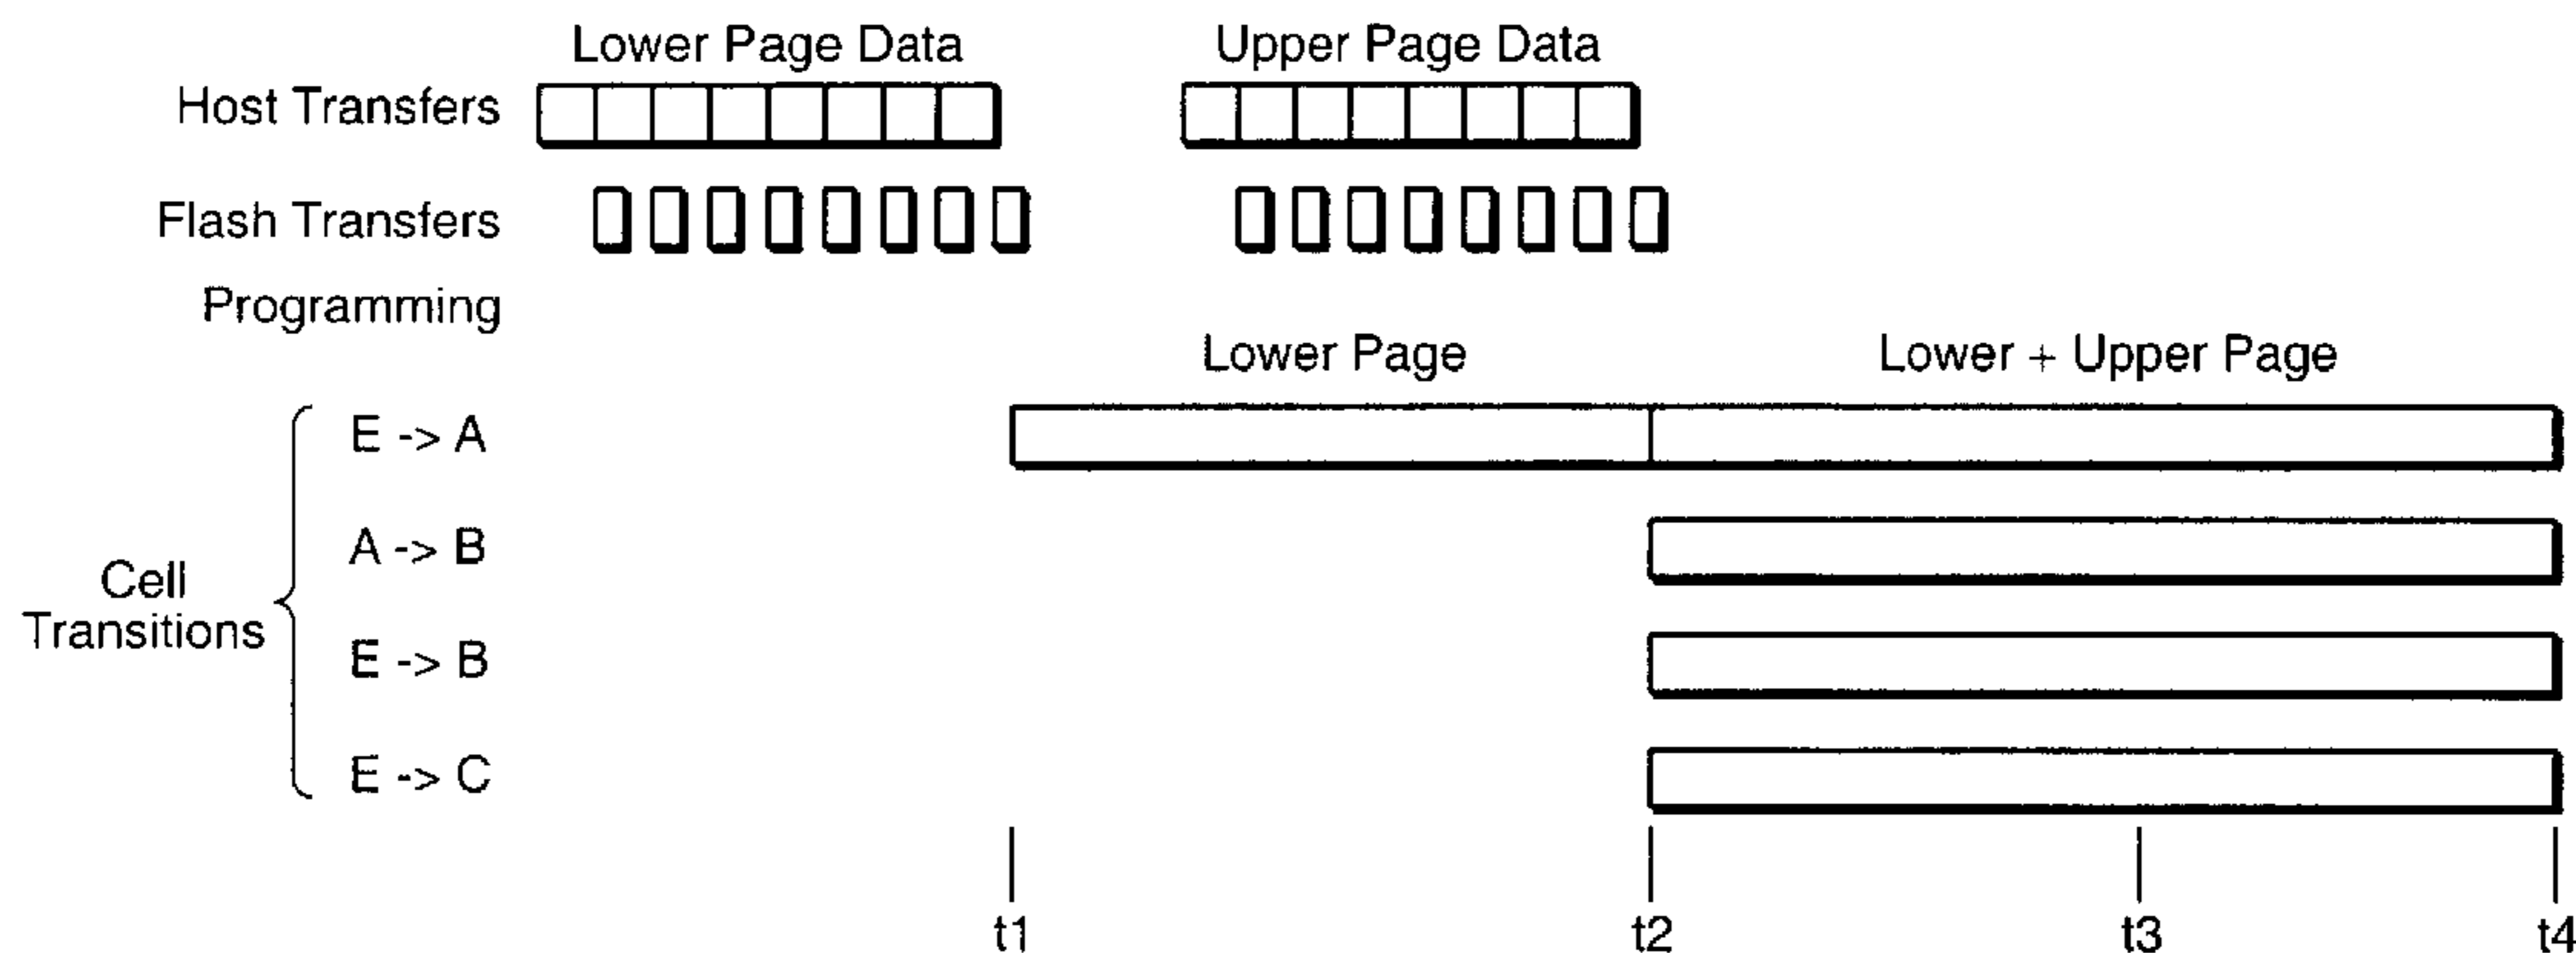 Lower Page Data
Upper Page Data
Host Transfers
Flash Transfers
Programming
Lower Page
Lower + Upper Page
E -> A
A -> B
Cell
Transitions
E -> B
E -> C
t1
t2
t3
t4